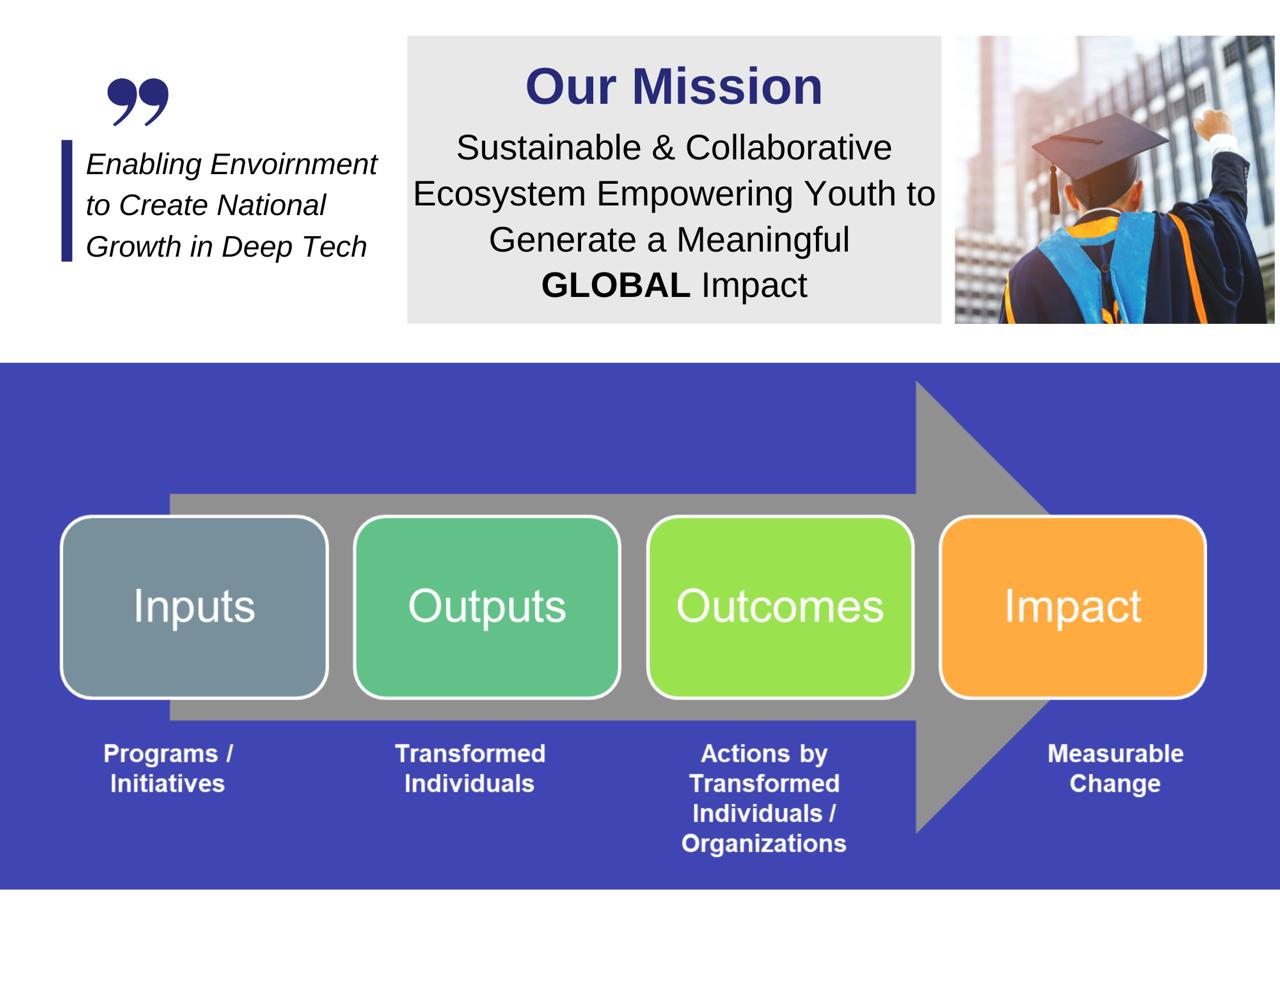 ”
Enabling Envoirnment
to Create National
Growth in Deep Tech
Our Mission
Sustainable & Collaborative
Ecosystem Empowering Youth to
Generate a Meaningful
GLOBAL Impact
Inputs
Outputs
Outcomes
Impact
Programs /
Initiatives
Transformed
Individuals
Actions by
Transformed
Individuals /
Organizations
Measurable
Change